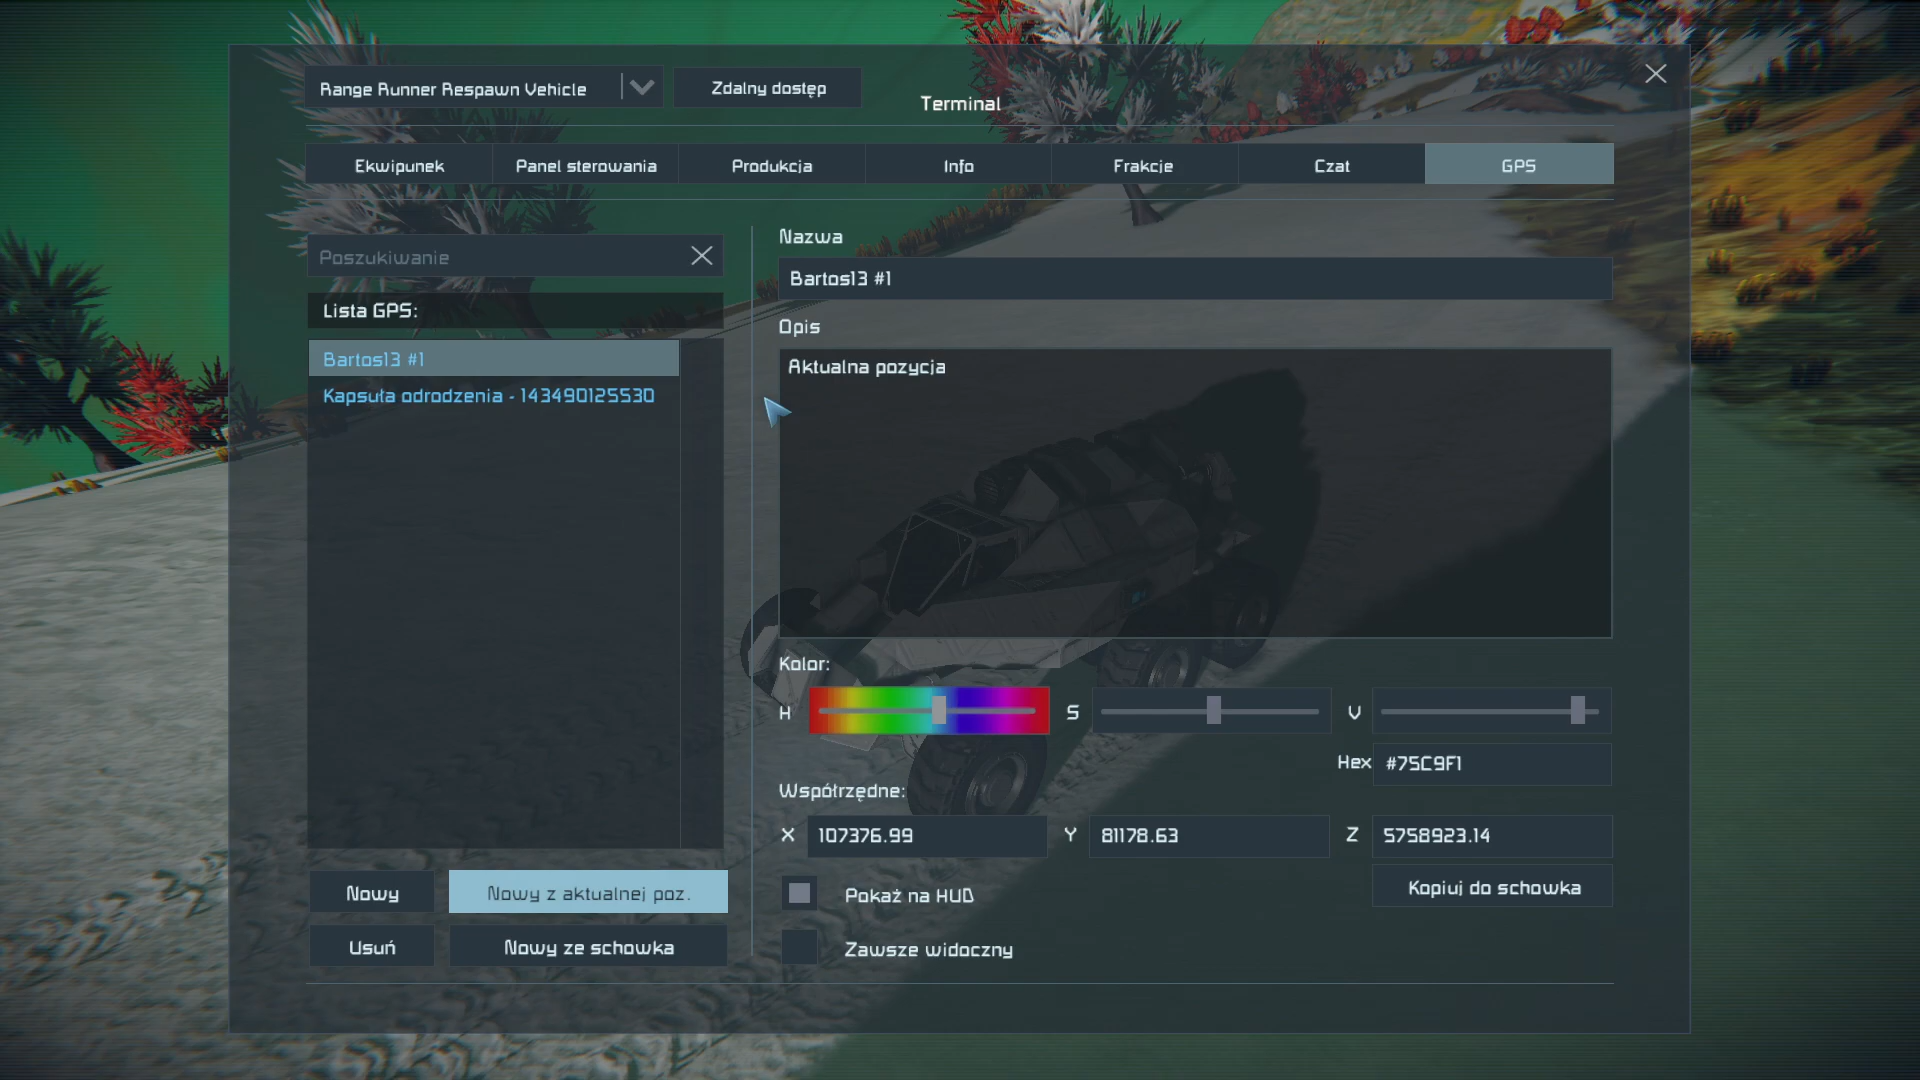 Range Runner Respawn Vehicle
Zdalny dostęp
Terminal
Ekwipunek
Panel sterowania
Produkcja
Info
Frakcje
Czat
GPS
Poszukiwanie
Lista GPS:
Bartos13 #1
Kapsuła odrodzenia - 143490125530
Nowy
Nowy z aktualnej poz.
Usuń
Nowy ze schowka
Nazwa
Bartos13 #1
Opis
Aktualna pozycja
Kolor:
H
S
V
Hex #75C9F1
Współrzędne:
X 107376.99
Y 81178.63
Z 5758923.14
Pokaż na HUD
Kopiuj do schowka
Zawsze widoczny